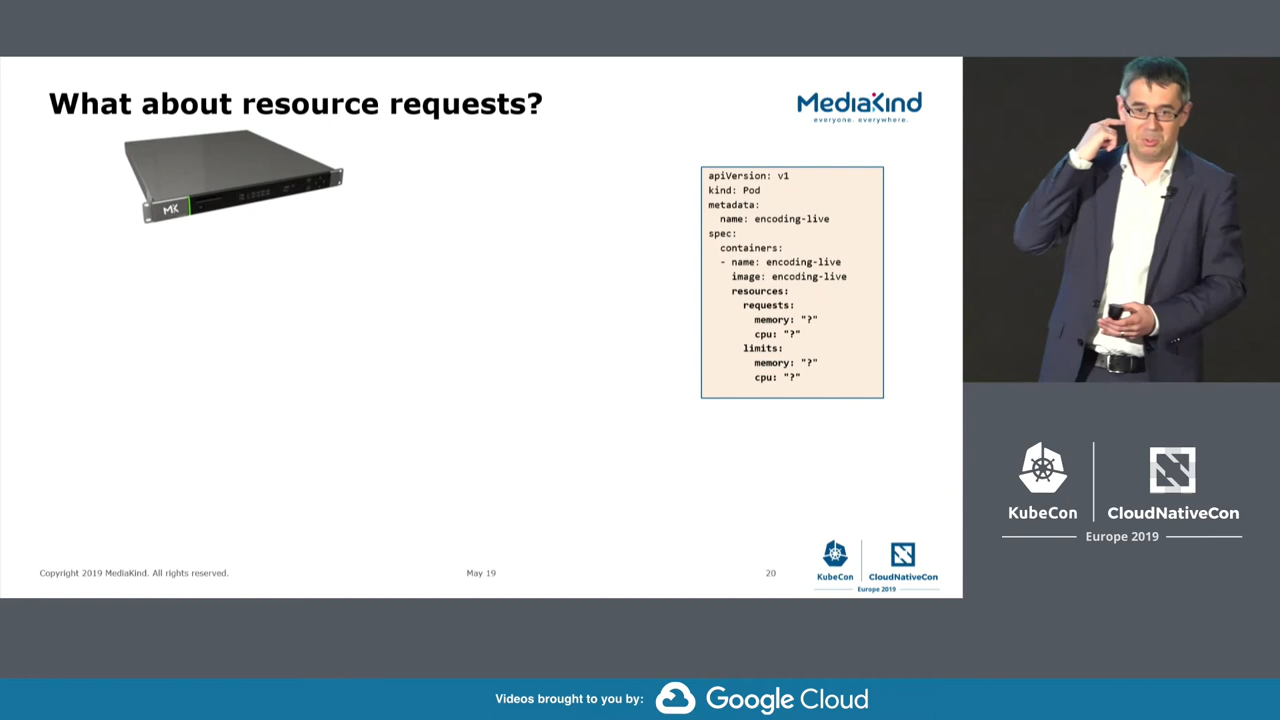 What about resource requests?
MediaKind
everyone. everywhere.
MK
apiVersion: v1
kind: Pod
metadata:
  name: encoding-live
spec:
  containers:
  - name: encoding-live
    image: encoding-live
    resources:
      requests:
        memory: "?"
        cpu: "?"
      limits:
        memory: "?"
        cpu: "?"
Copyright 2019 MediaKind. All rights reserved.
May 19
20
KubeCon
CloudNativeCon
Europe 2019
KubeCon
CloudNativeCon
Europe 2019
Videos brought to you by:
Google Cloud